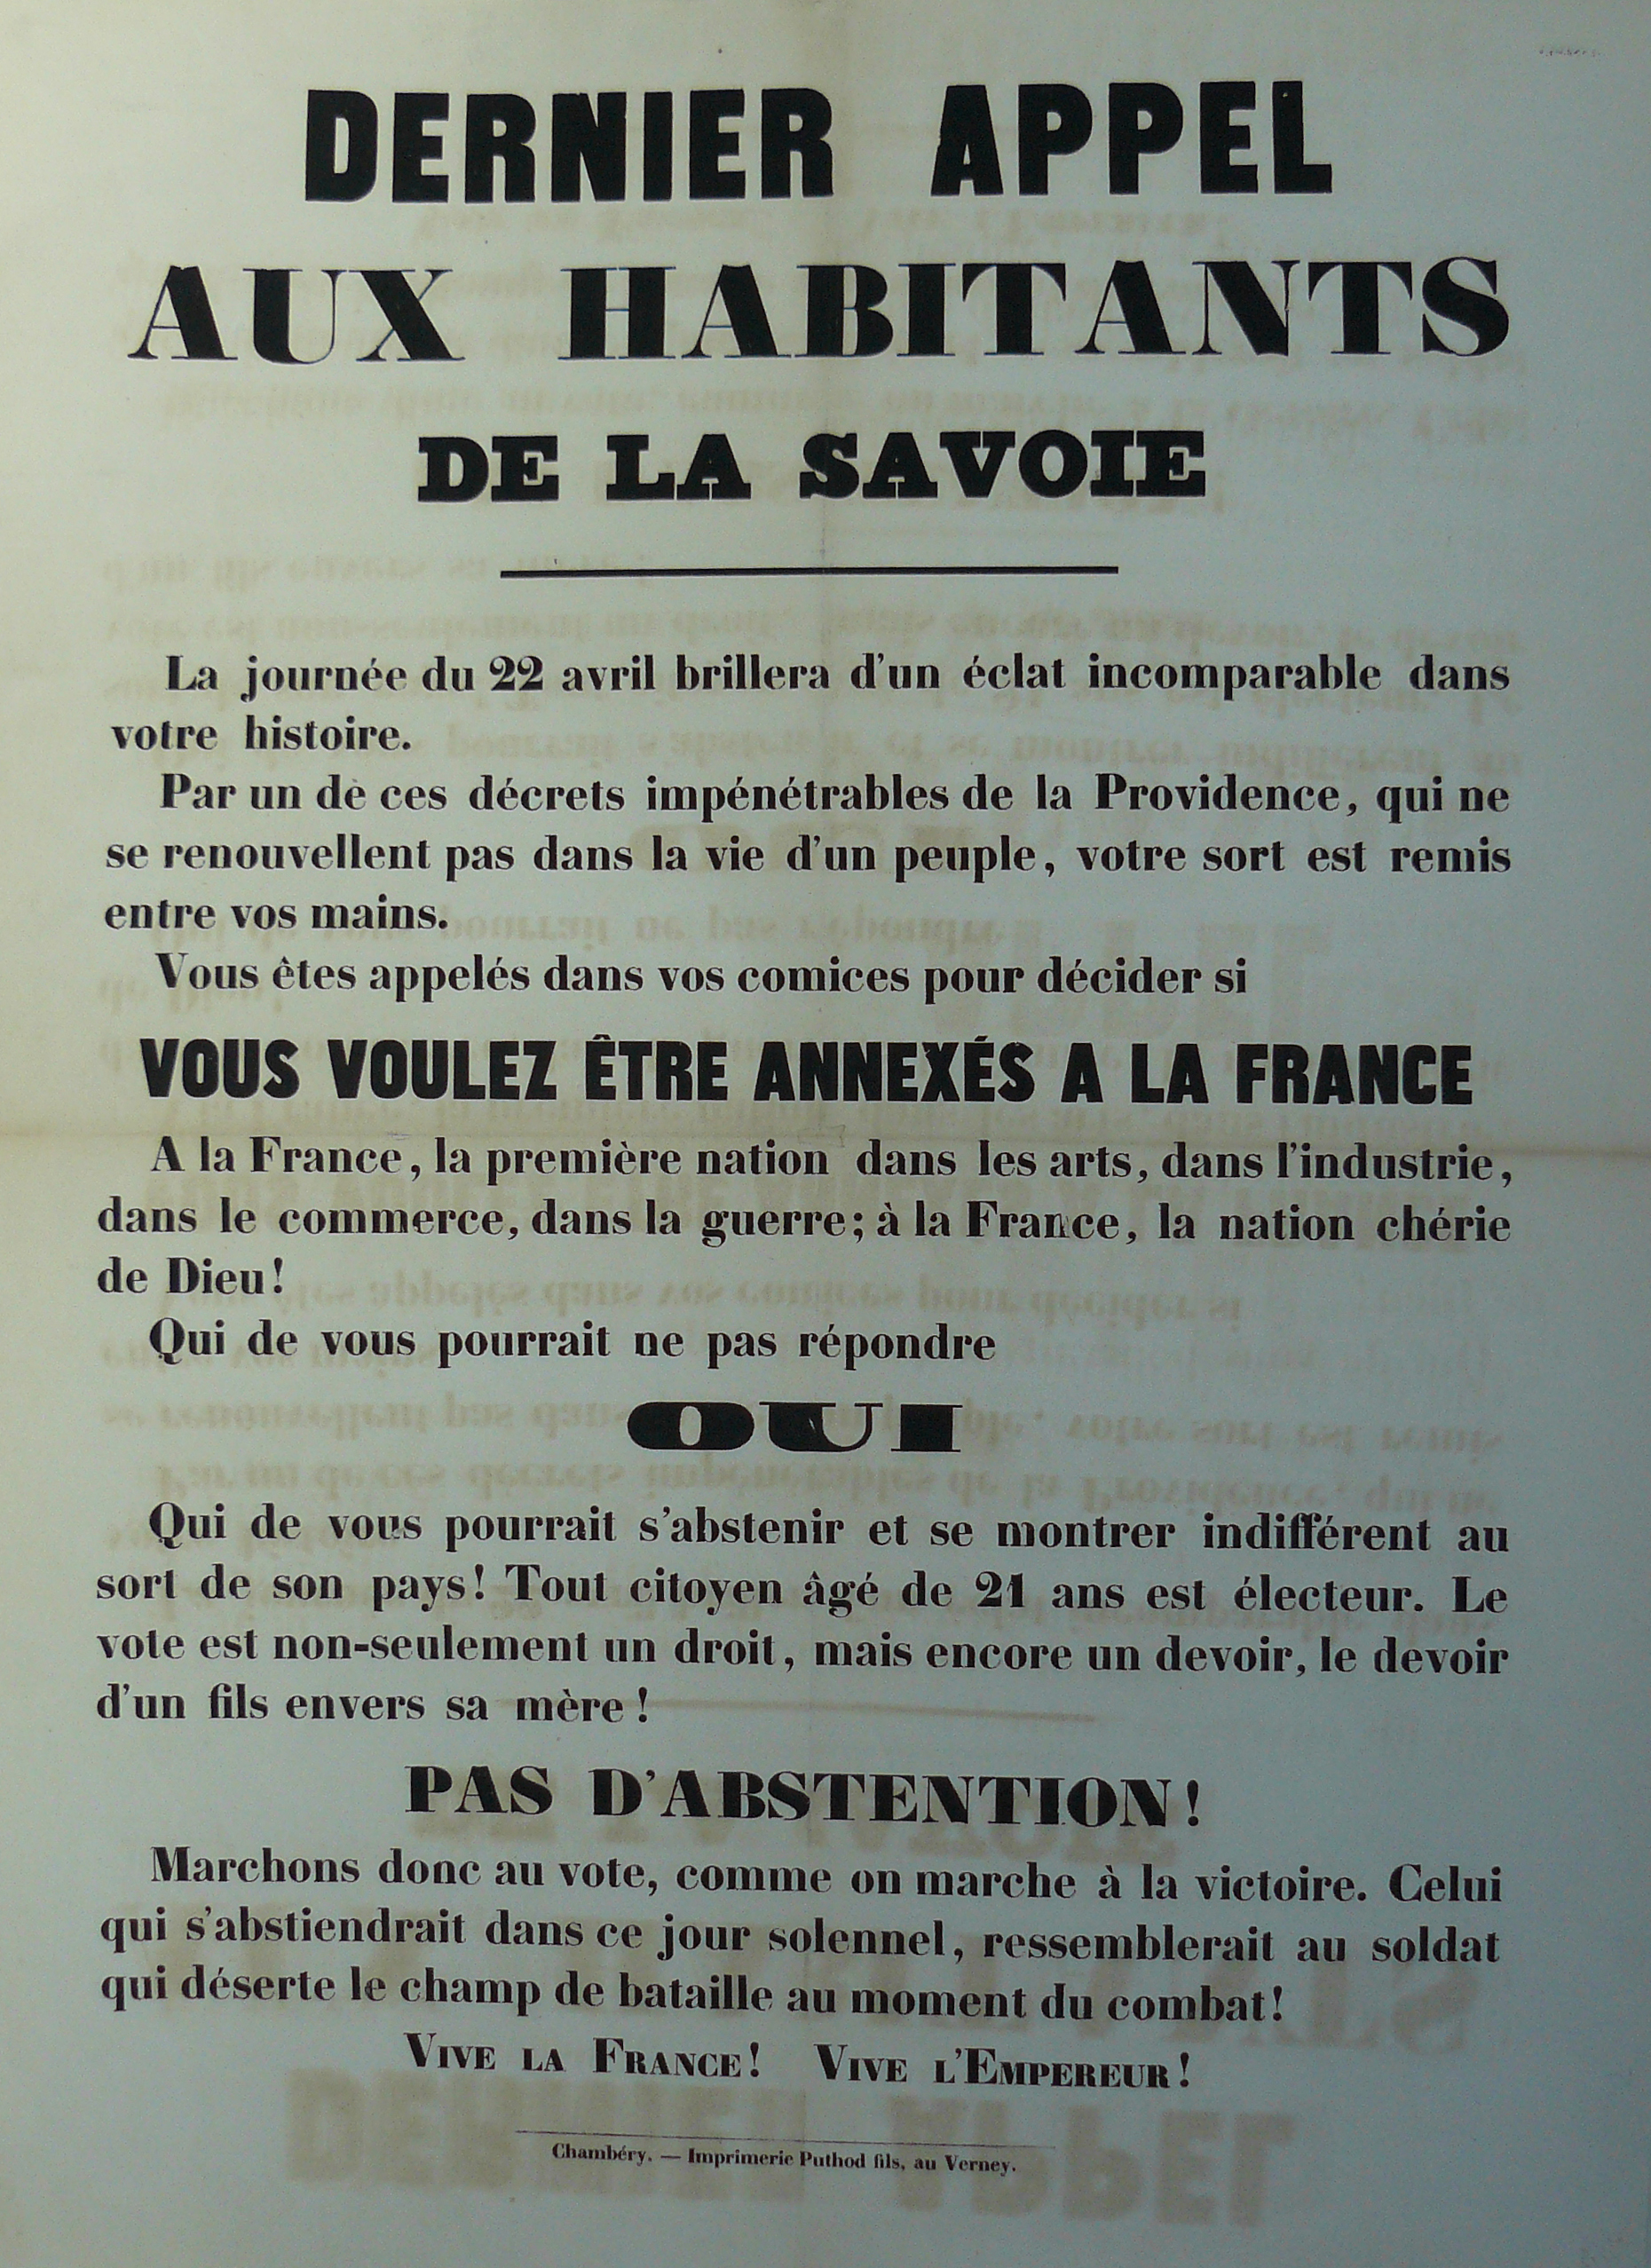 DERNIER APPEL
AUX HABITANTS
DE LA SAVOIE
La journée du 22 avril brillera d'un éclat incomparable dans
votre histoire.
Par un de ces décrets impénétrables de la Providence, qui ne
se renouvellent pas dans la vie d'un peuple, votre sort est remis
entre vos mains.
Vous êtes appelés dans vos comices pour décider si
VOUS VOULEZ ÊTRE ANNEXÉS A LA FRANCE
A la France, la première nation dans les arts, dans l'industrie,
dans le commerce, dans la guerre; à la France, la nation chérie
de Dieu!
Qui de vous pourrait ne pas répondre
OUI
Qui de vous pourrait s'abstenir et se montrer indifférent au
sort de son pays! Tout citoyen âgé de 21 ans est électeur. Le
vote est non-seulement un droit, mais encore un devoir, le devoir
d'un fils envers sa mère!
PAS D'ABSTENTION!
Marchons donc au vote, comme on marche à la victoire. Celui
qui s'abstiendrait dans ce jour solennel, ressemblerait au soldat
qui déserte le champ de bataille au moment du combat!
VIVE LA FRANCE! VIVE L'EMPEREUR!
Chambéry. — Imprimerie Puthod fils, au Verney.